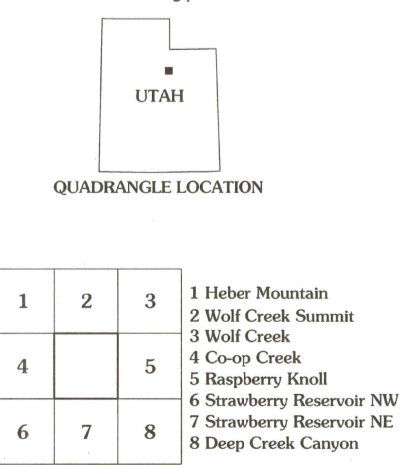 UTAH
QUADRANGLE LOCATION
1 2 3
4 5
6 7 8
1 Heber Mountain
2 Wolf Creek Summit
3 Wolf Creek
4 Co-op Creek
5 Raspberry Knoll
6 Strawberry Reservoir NW
7 Strawberry Reservoir NE
8 Deep Creek Canyon